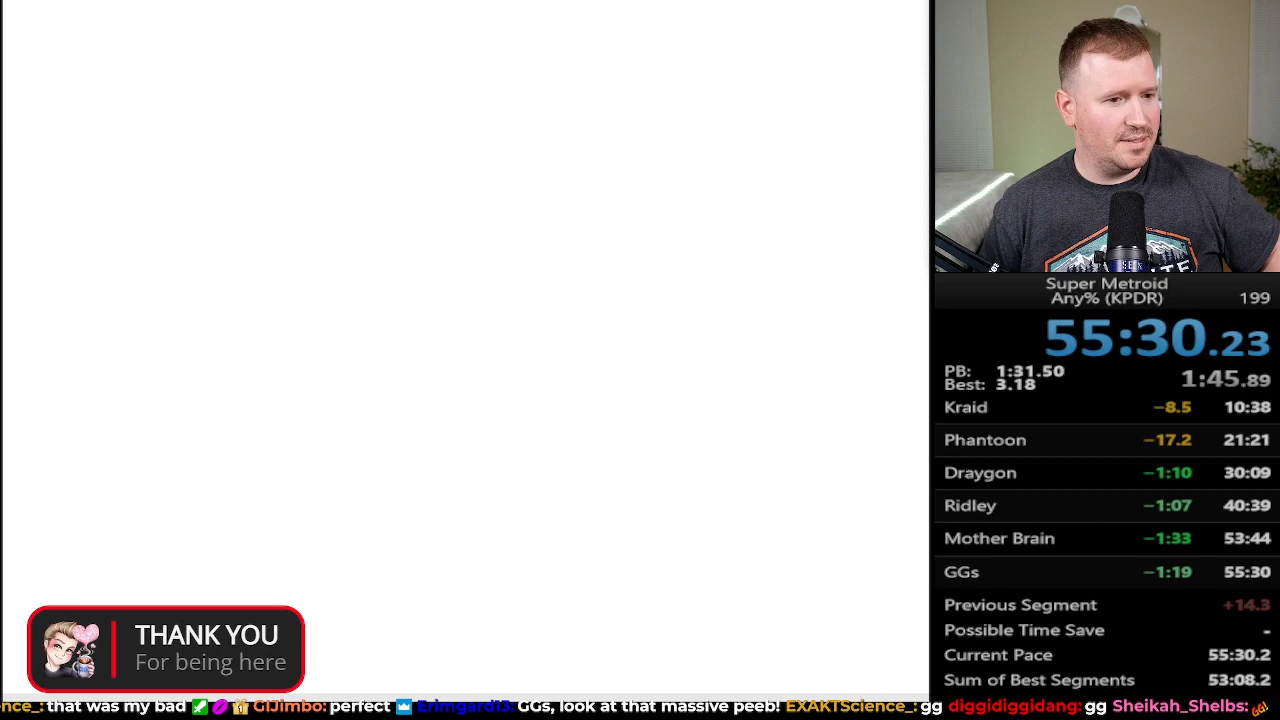 Super Metroid
Any% (KPDR) 199
55:30.23
PB: 1:31.50
Best: 3.18
1:45.89
Kraid −8.5 10:38
Phantoon −17.2 21:21
Draygon −1:10 30:09
Ridley −1:07 40:39
Mother Brain −1:33 53:44
GGs −1:19 55:30
Previous Segment +14.3
Possible Time Save -
Current Pace 55:30.2
Sum of Best Segments 53:08.2
THANK YOU
For being here
ence_: that was my bad GIJimbo: perfect Erimgard13: GGs, look at that massive peeb! EXAKTScience_: gg diggidiggidang: gg Sheikah_Shelbs: GG!